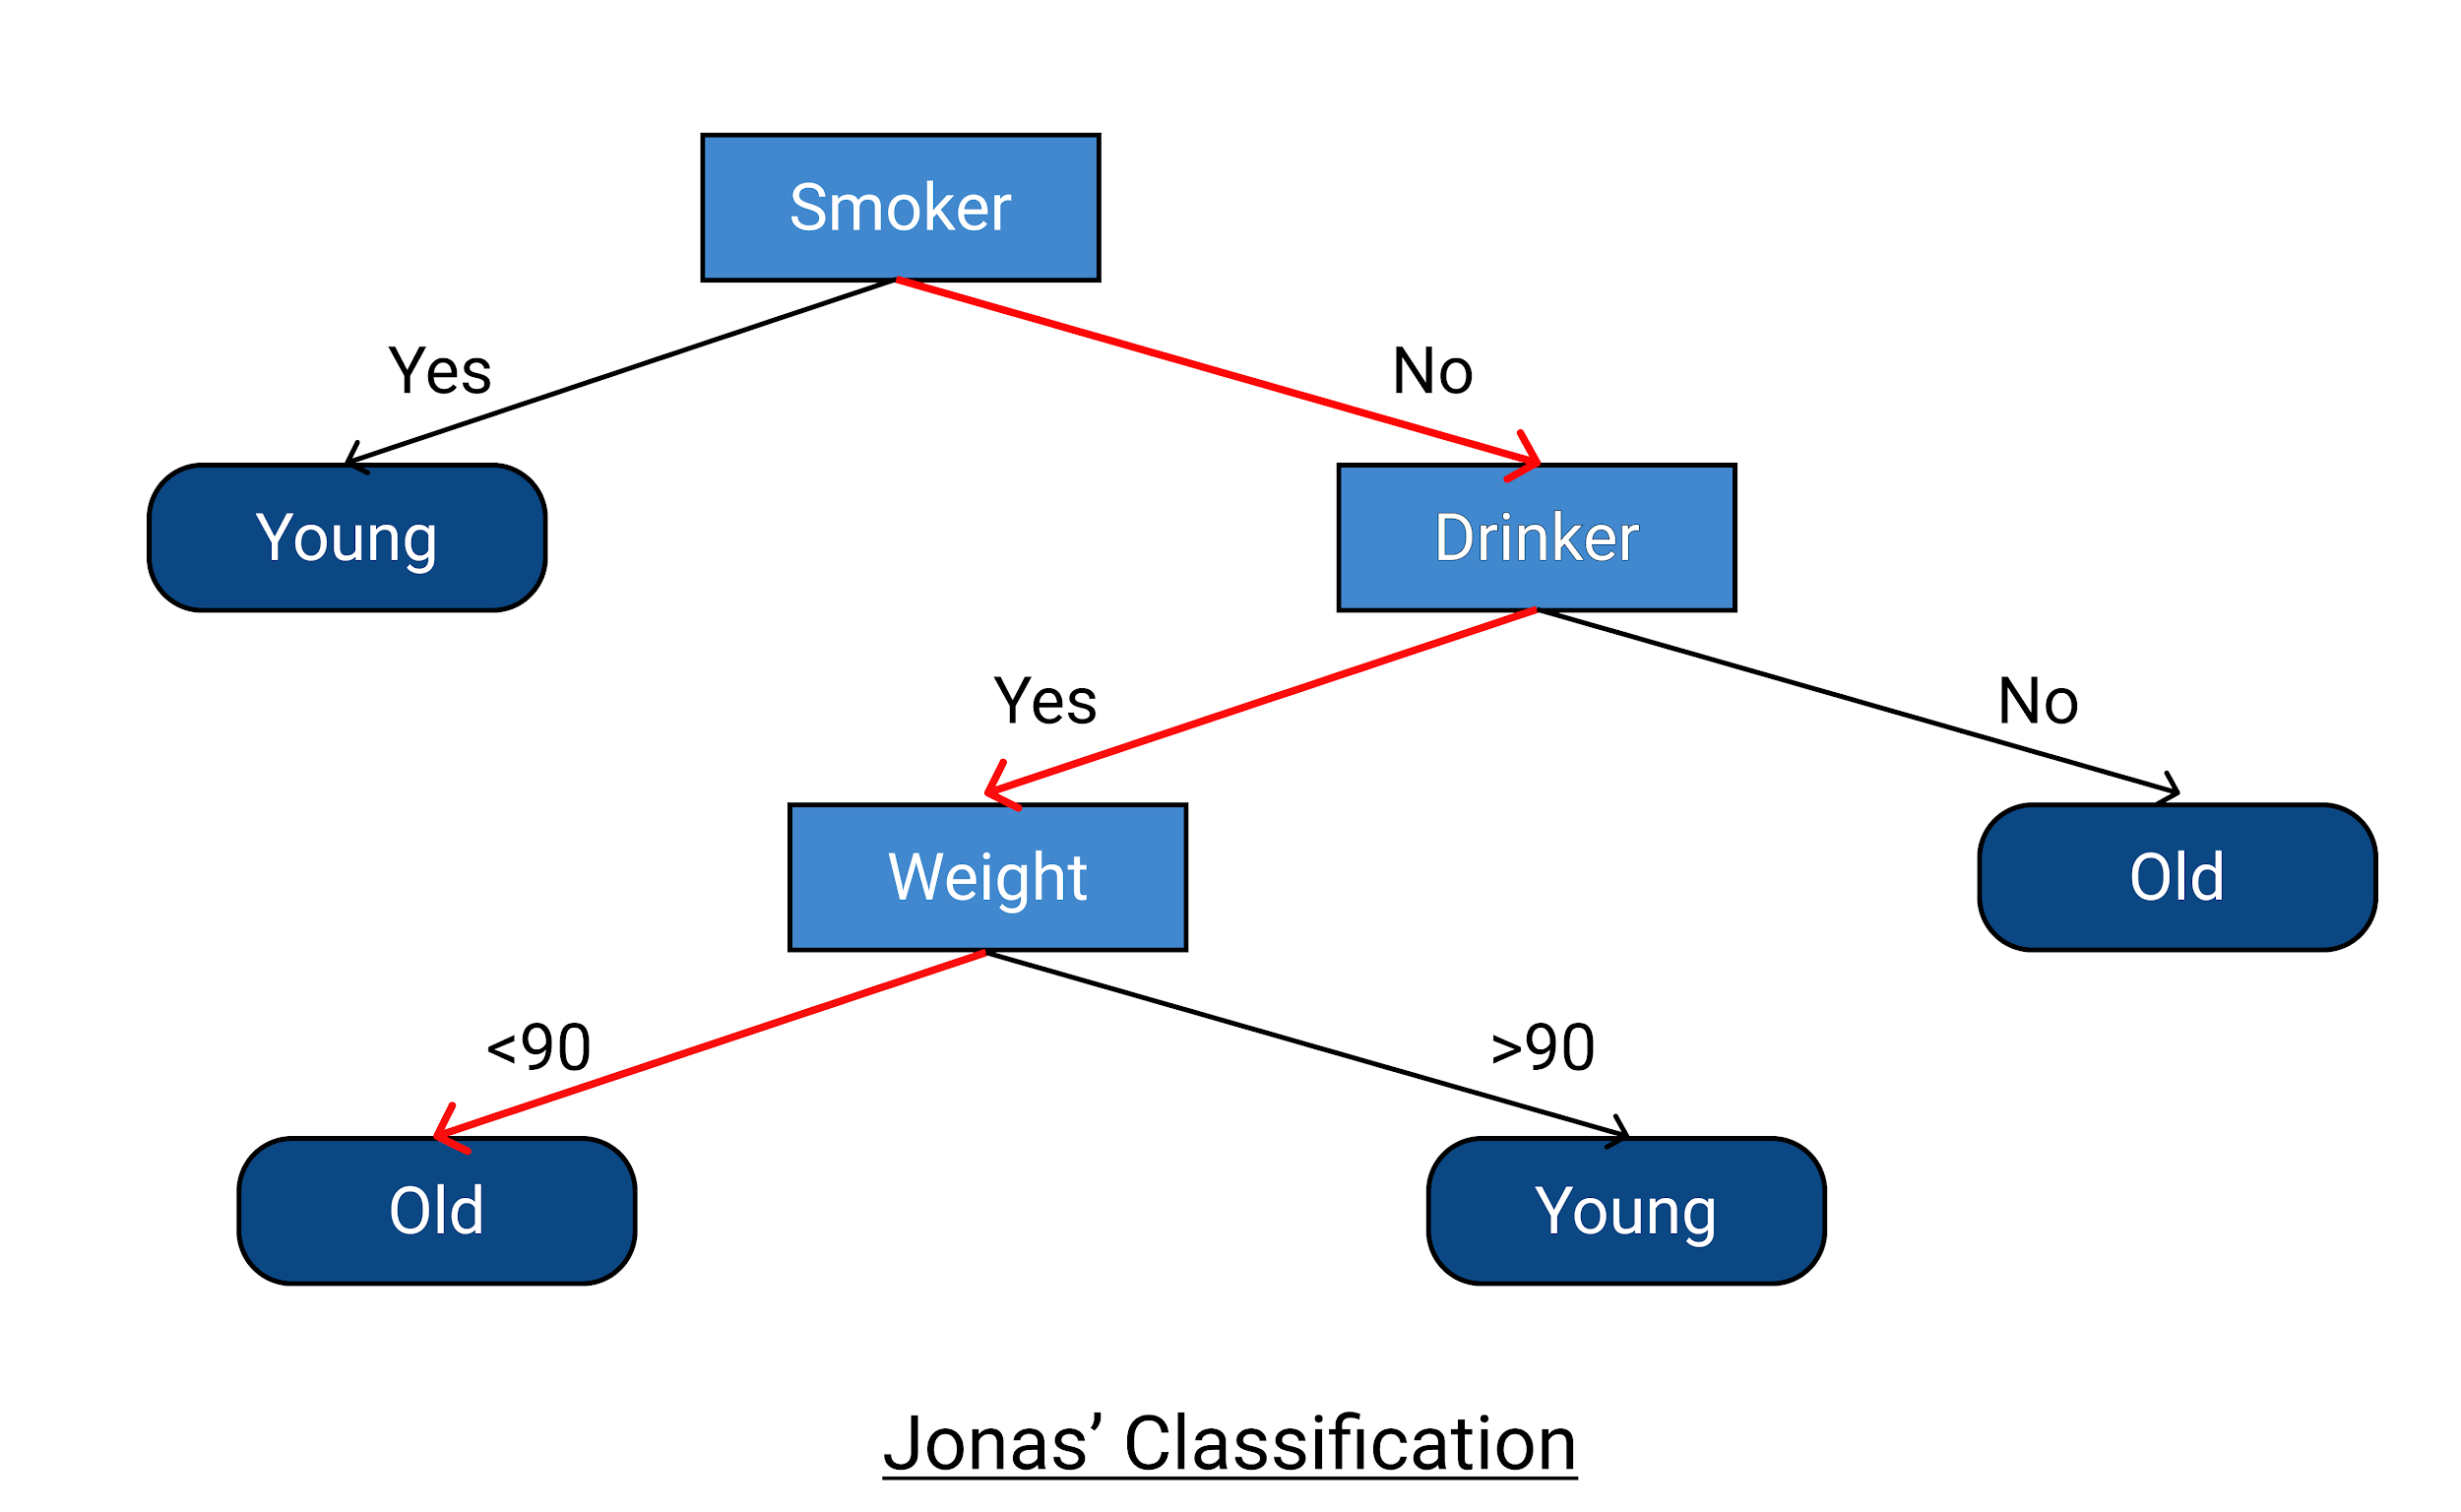 Smoker
Yes
No
Young
Drinker
Yes
No
Weight
Old
<90
>90
Old
Young
Jonas’ Classification